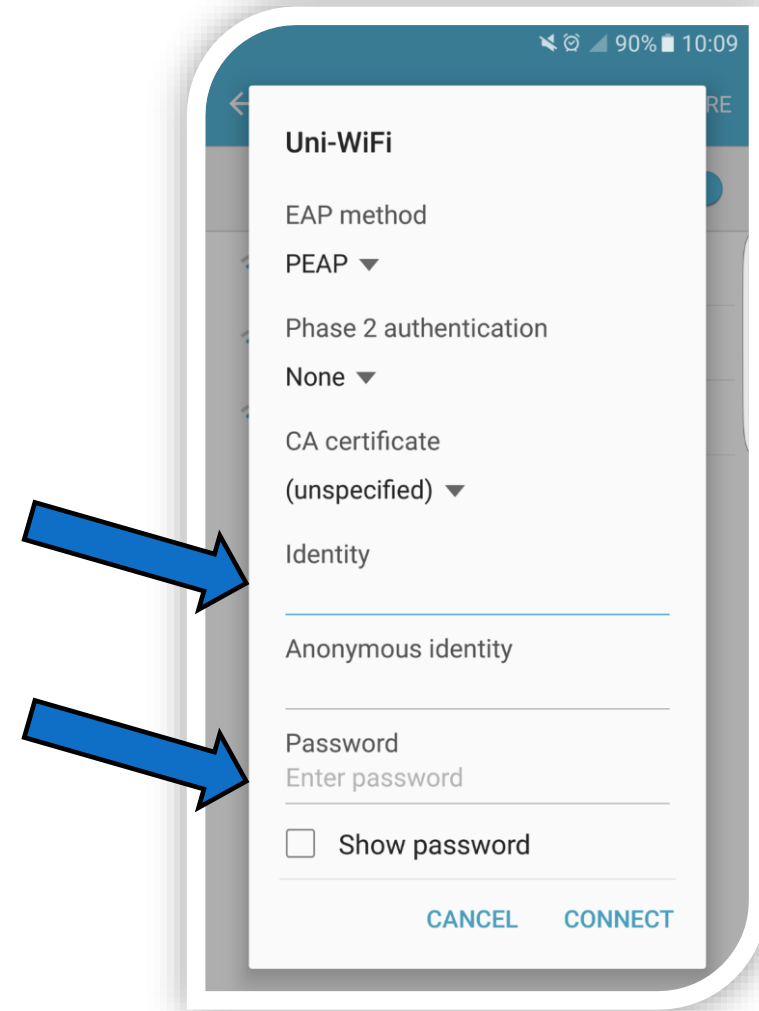 90% 10:09
RE
Uni-WiFi
EAP method
PEAP
Phase 2 authentication
None
CA certificate
(unspecified)
Identity
Anonymous identity
Password
Enter password
Show password
CANCEL CONNECT